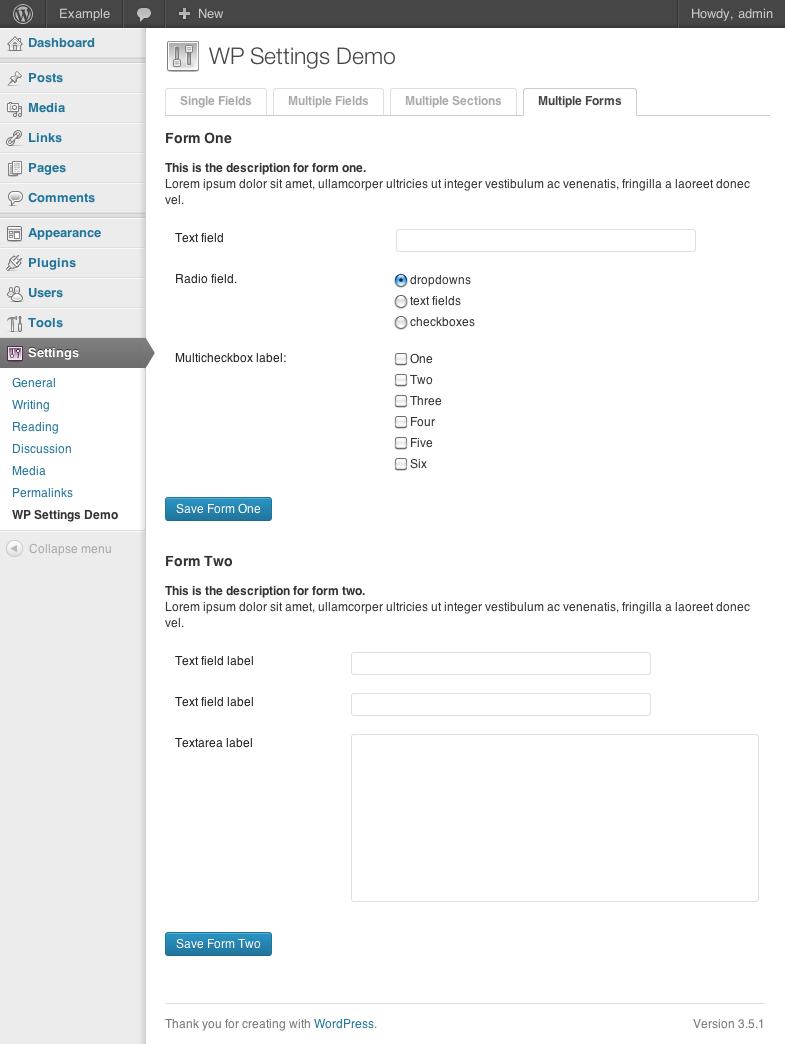 Example
New
Howdy, admin
Dashboard
Posts
Media
Links
Pages
Comments
Appearance
Plugins
Users
Tools
Settings
General
Writing
Reading
Discussion
Media
Permalinks
WP Settings Demo
Collapse menu
WP Settings Demo
Single Fields
Multiple Fields
Multiple Sections
Multiple Forms
Form One
This is the description for form one.
Lorem ipsum dolor sit amet, ullamcorper ultricies ut integer vestibulum ac venenatis, fringilla a laoreet donec
vel.
Text field
Radio field.
dropdowns
text fields
checkboxes
Multicheckbox label:
One
Two
Three
Four
Five
Six
Save Form One
Form Two
This is the description for form two.
Lorem ipsum dolor sit amet, ullamcorper ultricies ut integer vestibulum ac venenatis, fringilla a laoreet donec
vel.
Text field label
Text field label
Textarea label
Save Form Two
Thank you for creating with WordPress.
Version 3.5.1